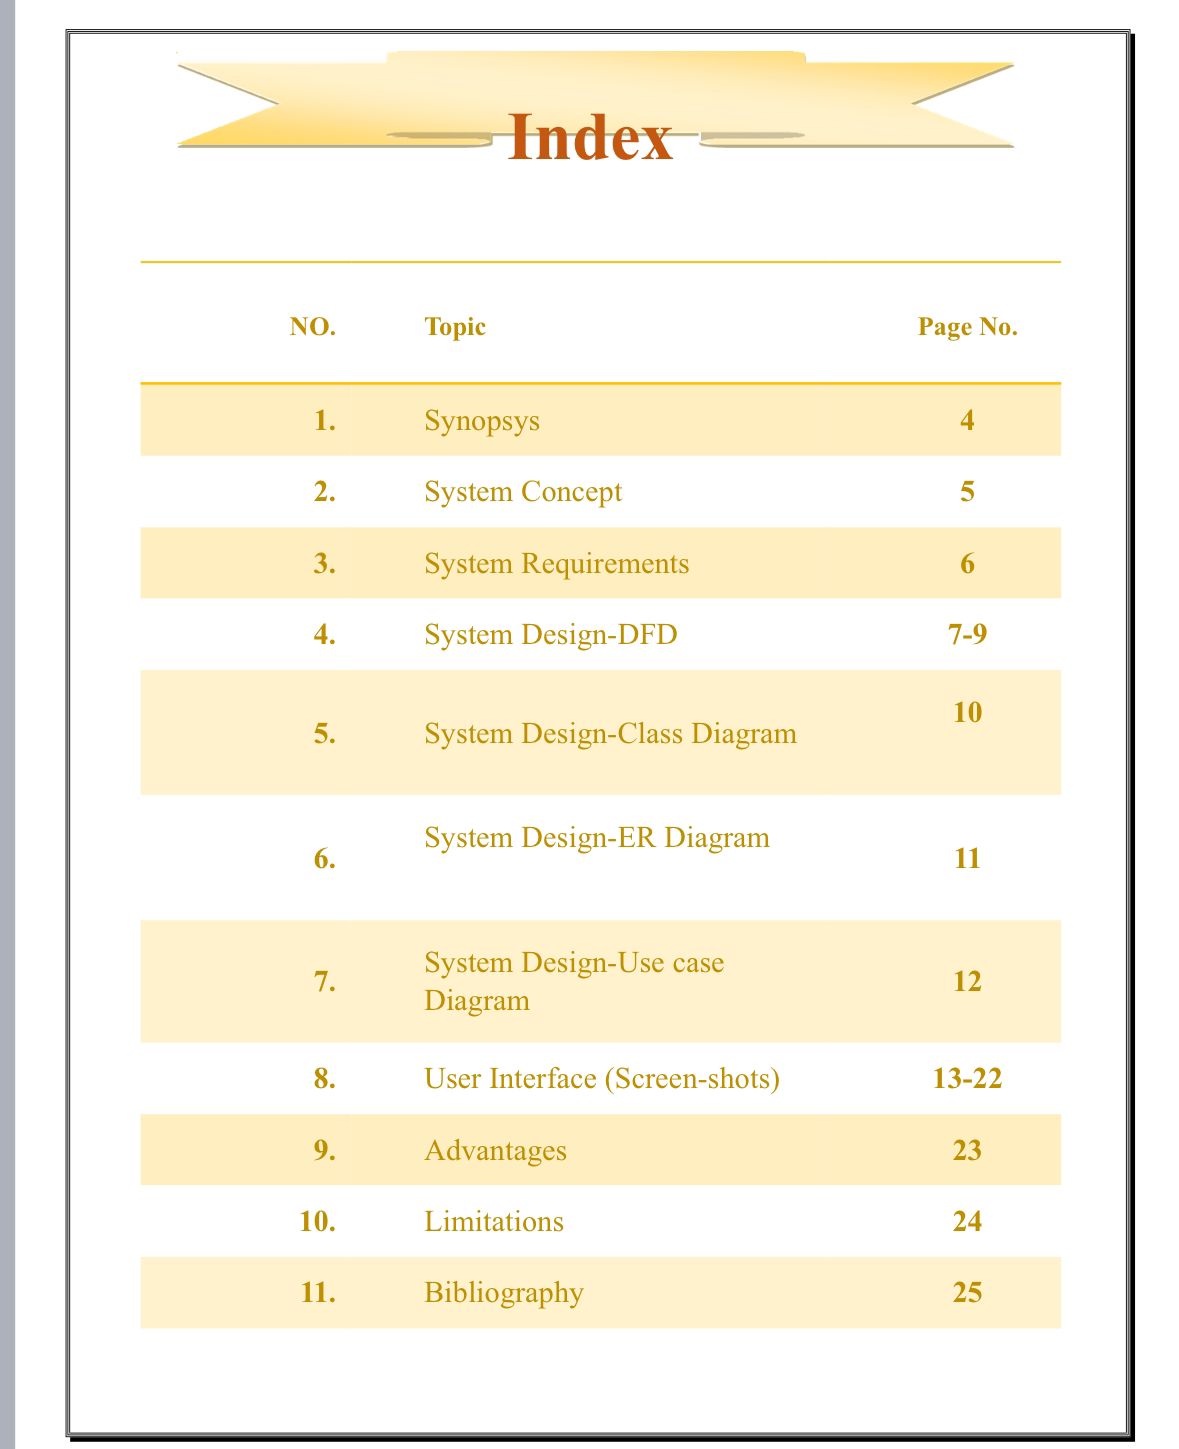 Index
NO. Topic Page No.
1. Synopsys 4
2. System Concept 5
3. System Requirements 6
4. System Design-DFD 7-9
5. System Design-Class Diagram 10
6. System Design-ER Diagram 11
7. System Design-Use case
Diagram 12
8. User Interface (Screen-shots) 13-22
9. Advantages 23
10. Limitations 24
11. Bibliography 25